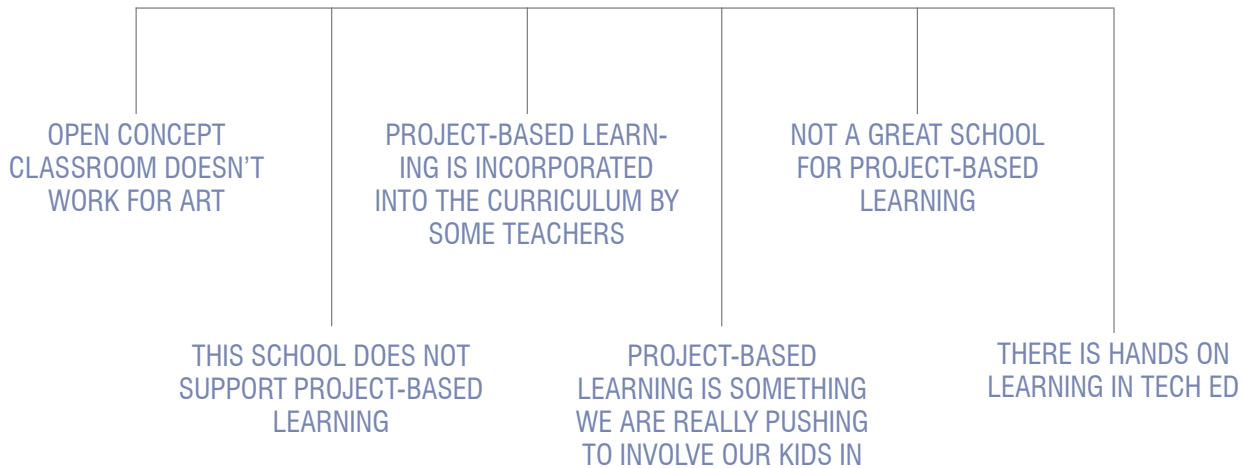 OPEN CONCEPT
CLASSROOM DOESN'T
WORK FOR ART
THIS SCHOOL DOES NOT
SUPPORT PROJECT-BASED
LEARNING
PROJECT-BASED LEARN-
ING IS INCORPORATED
INTO THE CURRICULUM BY
SOME TEACHERS
PROJECT-BASED
LEARNING IS SOMETHING
WE ARE REALLY PUSHING
TO INVOLVE OUR KIDS IN
NOT A GREAT SCHOOL
FOR PROJECT-BASED
LEARNING
THERE IS HANDS ON
LEARNING IN TECH ED